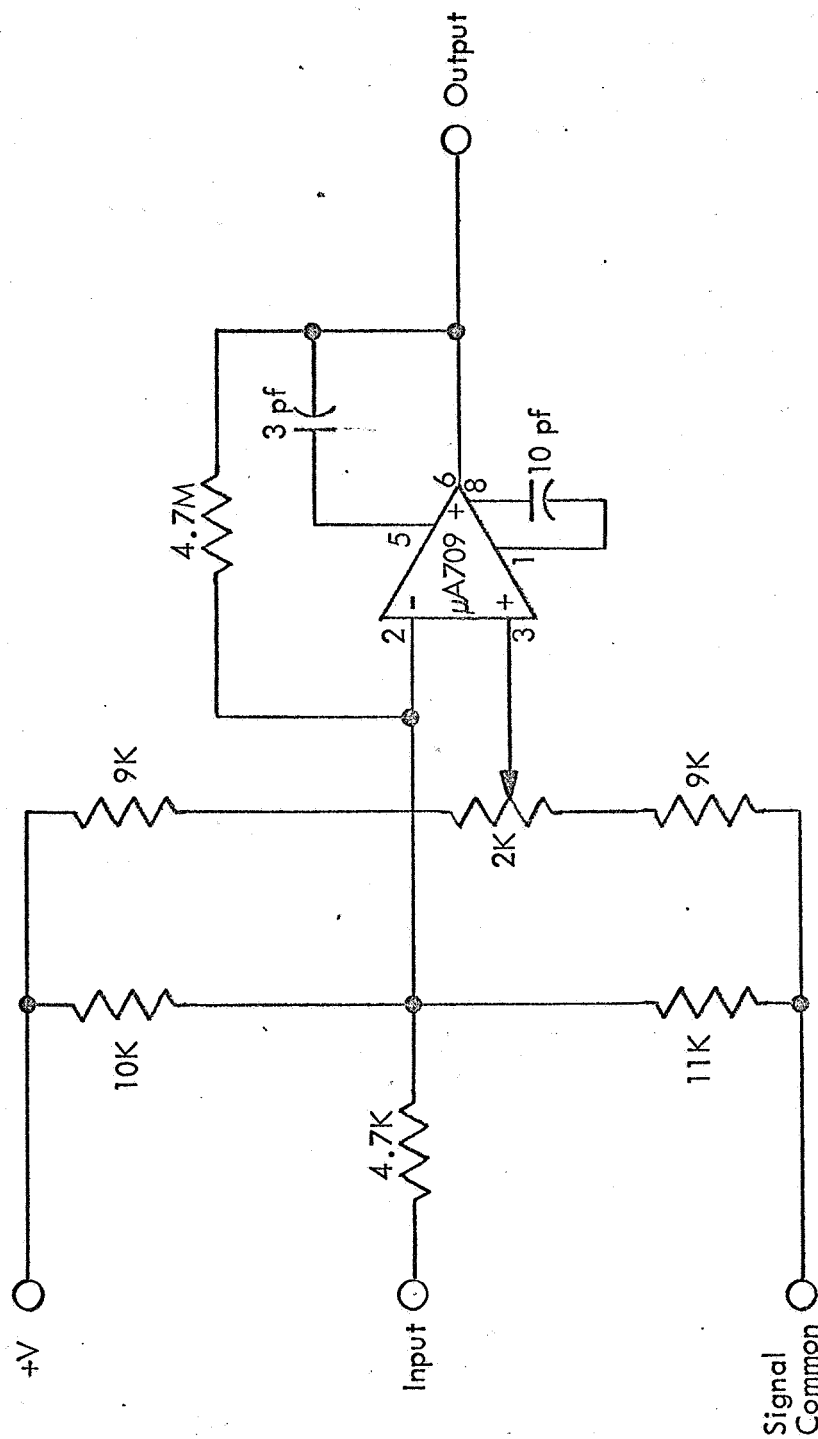 +V
10K
9K
4.7M
3 pf
5
2
-
μA709
+
6
8
+
3
1
10 pf
Output
Input
4.7K
2K
11K
9K
Signal
Common